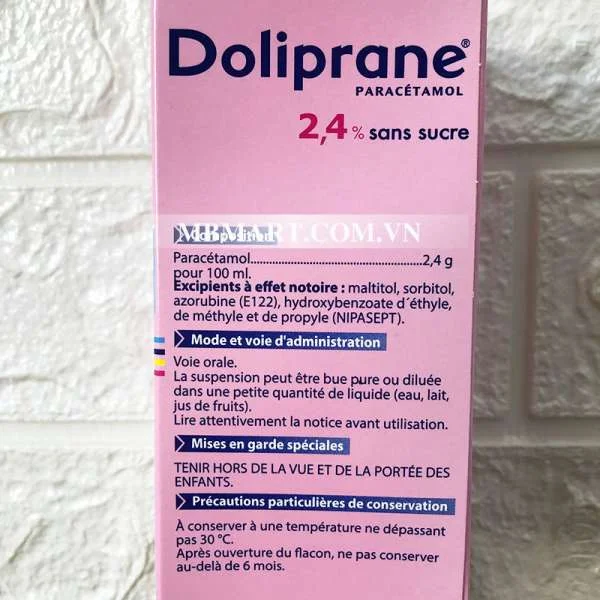 Doliprane®
PARACÉTAMOL
2,4 % sans sucre
MBMART.COM.VN
Composition
Paracétamol......................................................2,4 g
pour 100 ml.
Excipients à effet notoire : maltitol, sorbitol,
azorubine (E122), hydroxybenzoate d´éthyle,
de méthyle et de propyle (NIPASEPT).
Mode et voie d'administration
Voie orale.
La suspension peut être bue pure ou diluée
dans une petite quantité de liquide (eau, lait,
jus de fruits).
Lire attentivement la notice avant utilisation.
Mises en garde spéciales
TENIR HORS DE LA VUE ET DE LA PORTÉE DES
ENFANTS.
Précautions particulières de conservation
À conserver à une température ne dépassant
pas 30 °C.
Après ouverture du flacon, ne pas conserver
au-delà de 6 mois.